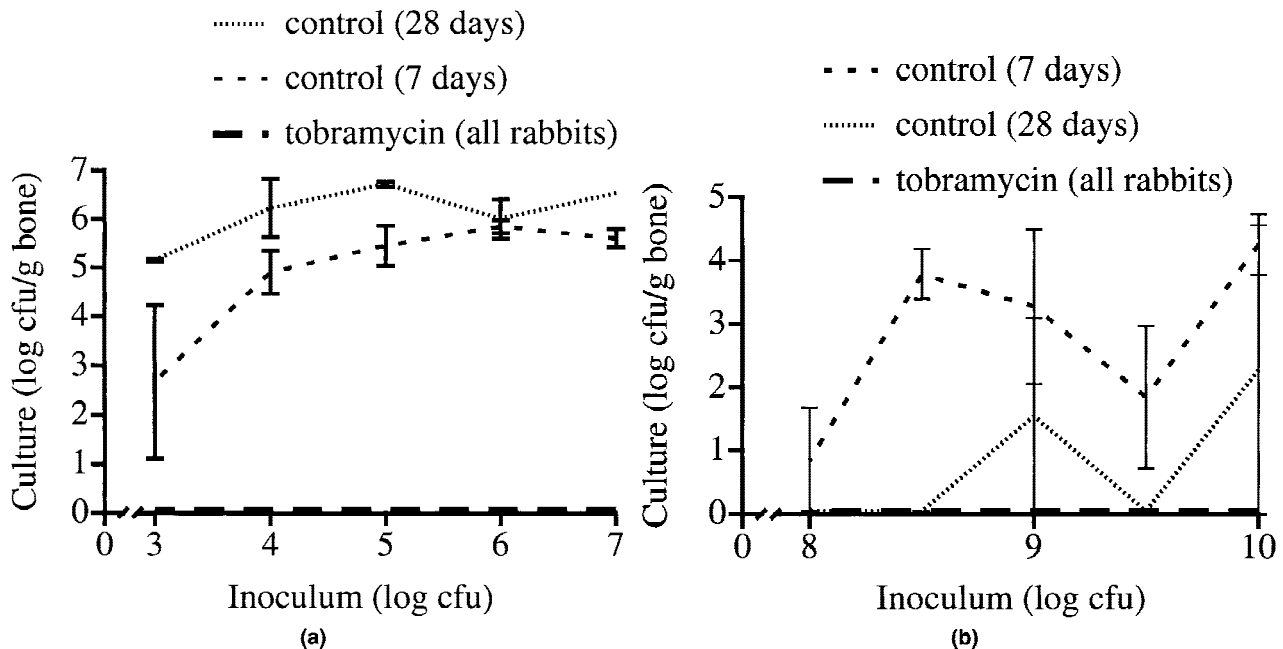 control (28 days)
control (7 days)
tobramycin (all rabbits)
Culture (log cfu/g bone)
7
6
5
4
3
2
1
0
0 3 4 5 6 7
Inoculum (log cfu)
(a)
control (7 days)
control (28 days)
tobramycin (all rabbits)
Culture (log cfu/g bone)
5
4
3
2
1
0
0 8 9 10
Inoculum (log cfu)
(b)